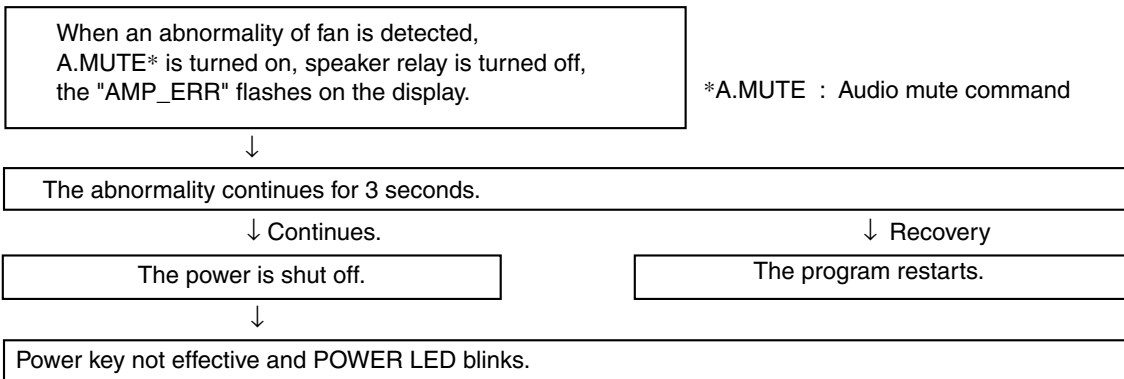 When an abnormality of fan is detected,
A.MUTE* is turned on, speaker relay is turned off,
the "AMP_ERR" flashes on the display.
*A.MUTE : Audio mute command
↓
The abnormality continues for 3 seconds.
↓ Continues.
↓ Recovery
The power is shut off.
The program restarts.
↓
Power key not effective and POWER LED blinks.